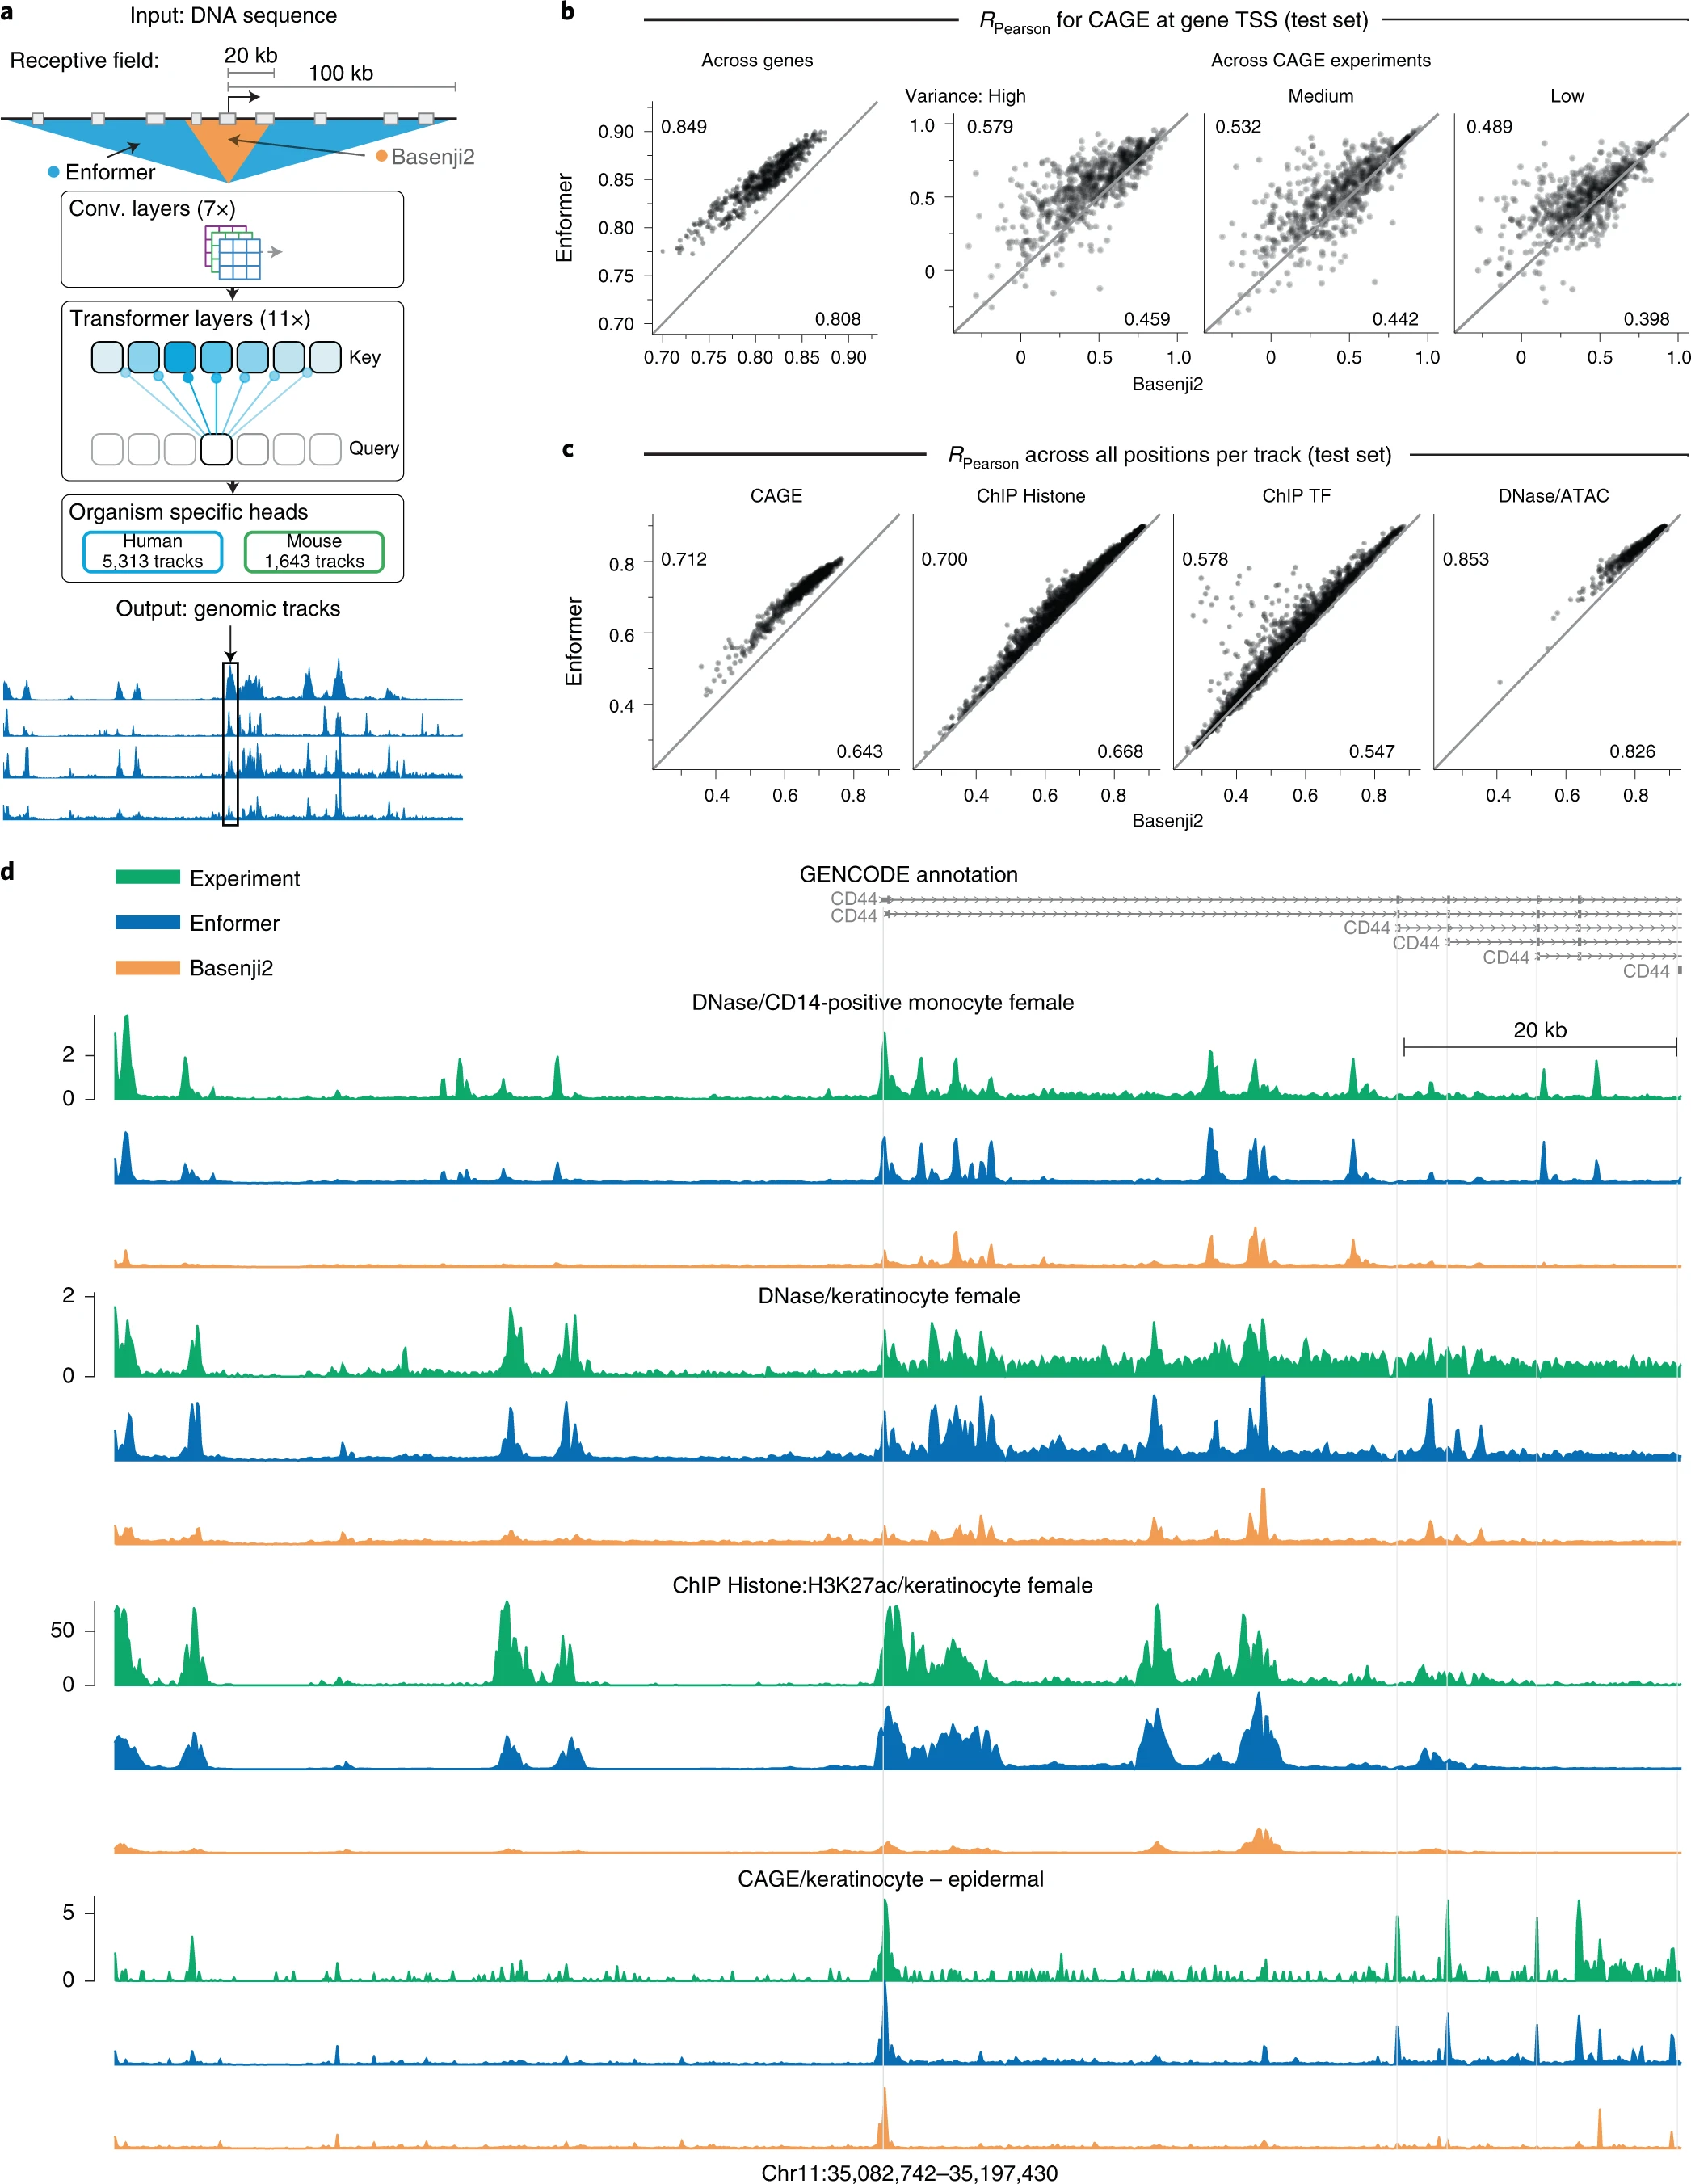 a
Input: DNA sequence
Receptive field:
20 kb
100 kb
Enformer
Basenji2
Conv. layers (7×)
Transformer layers (11×)
Key
Query
Organism specific heads
Human
5,313 tracks
Mouse
1,643 tracks
Output: genomic tracks
b
RPearson for CAGE at gene TSS (test set)
Across genes
Across CAGE experiments
Variance: High
Medium
Low
Enformer
0.90
0.85
0.80
0.75
0.70
0.849
0.808
0.70 0.75 0.80 0.85 0.90
1.0
0.5
0
0.579
0.459
0 0.5 1.0
0.532
0.442
0 0.5 1.0
0.489
0.398
0 0.5 1.0
Basenji2
c
RPearson across all positions per track (test set)
CAGE
ChIP Histone
ChIP TF
DNase/ATAC
Enformer
0.8
0.6
0.4
0.712
0.643
0.4 0.6 0.8
0.700
0.668
0.4 0.6 0.8
0.578
0.547
0.4 0.6 0.8
0.853
0.826
0.4 0.6 0.8
Basenji2
d
Experiment
Enformer
Basenji2
GENCODE annotation
CD44
CD44
CD44
CD44
CD44
CD44
DNase/CD14-positive monocyte female
20 kb
2
0
DNase/keratinocyte female
2
0
ChIP Histone:H3K27ac/keratinocyte female
50
0
CAGE/keratinocyte – epidermal
5
0
Chr11:35,082,742–35,197,430